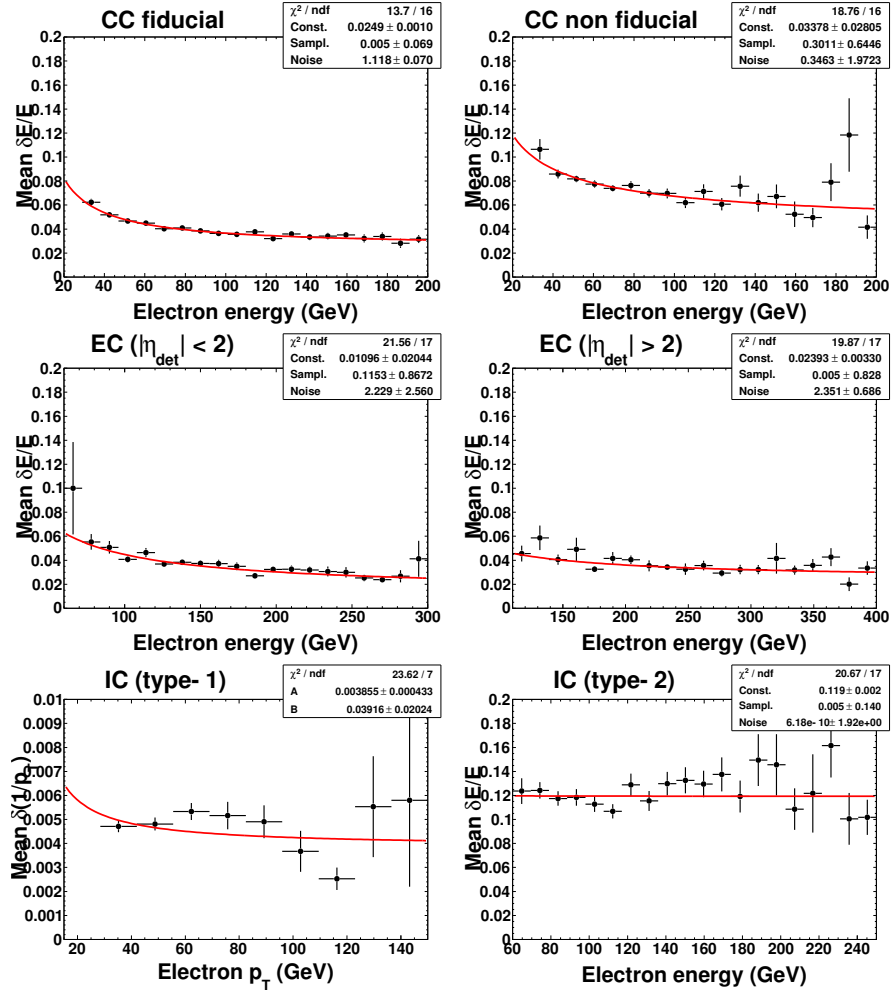 CC fiducial
χ² / ndf 13.7 / 16
Const. 0.0249 ± 0.0010
Sampl. 0.005 ± 0.069
Noise 1.118 ± 0.070
Mean δE/E
0.2
0.18
0.16
0.14
0.12
0.1
0.08
0.06
0.04
0.02
0
20 40 60 80 100 120 140 160 180 200
Electron energy (GeV)
CC non fiducial
χ² / ndf 18.76 / 16
Const. 0.03378 ± 0.02805
Sampl. 0.3011 ± 0.6446
Noise 0.3463 ± 1.9723
Mean δE/E
0.2
0.18
0.16
0.14
0.12
0.1
0.08
0.06
0.04
0.02
0
20 40 60 80 100 120 140 160 180 200
Electron energy (GeV)
EC (|η_det| < 2)
χ² / ndf 21.56 / 17
Const. 0.01096 ± 0.02044
Sampl. 0.1153 ± 0.8672
Noise 2.229 ± 2.560
Mean δE/E
0.2
0.18
0.16
0.14
0.12
0.1
0.08
0.06
0.04
0.02
0
100 150 200 250 300
Electron energy (GeV)
EC (|η_det| > 2)
χ² / ndf 19.87 / 17
Const. 0.02393 ± 0.00330
Sampl. 0.005 ± 0.828
Noise 2.351 ± 0.686
Mean δE/E
0.2
0.18
0.16
0.14
0.12
0.1
0.08
0.06
0.04
0.02
0
150 200 250 300 350 400
Electron energy (GeV)
IC (type- 1)
χ² / ndf 23.62 / 7
A 0.003855 ± 0.000433
B 0.03916 ± 0.02024
Mean δ(1/p_T)
0.01
0.009
0.008
0.007
0.006
0.005
0.004
0.003
0.002
0.001
0
20 40 60 80 100 120 140
Electron p_T (GeV)
IC (type- 2)
χ² / ndf 20.67 / 17
Const. 0.119 ± 0.002
Sampl. 0.005 ± 0.140
Noise 6.18e- 10 ± 1.92e+00
Mean δE/E
0.2
0.18
0.16
0.14
0.12
0.1
0.08
0.06
0.04
0.02
0
60 80 100 120 140 160 180 200 220 240
Electron energy (GeV)